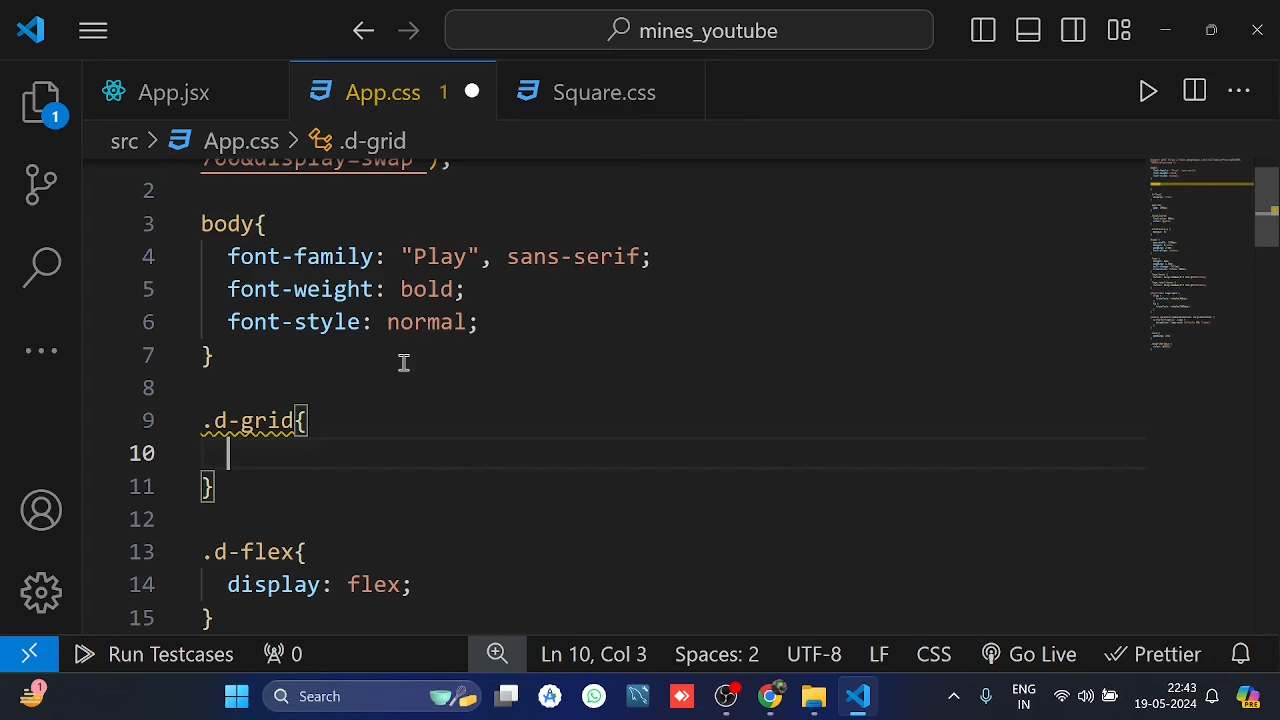 mines_youtube
App.jsx
App.css 1
Square.css
src > App.css > .d-grid
700&display=swap');
2
3 body{
4 font-family: "Play", sans-serif;
5 font-weight: bold;
6 font-style: normal;
7 }
8
9 .d-grid{
10
11 }
12
13 .d-flex{
14 display: flex;
15 }
1
Run Testcases 0 Ln 10, Col 3 Spaces: 2 UTF-8 LF CSS Go Live Prettier
1 Search ENG IN 22:43 19-05-2024 PRE